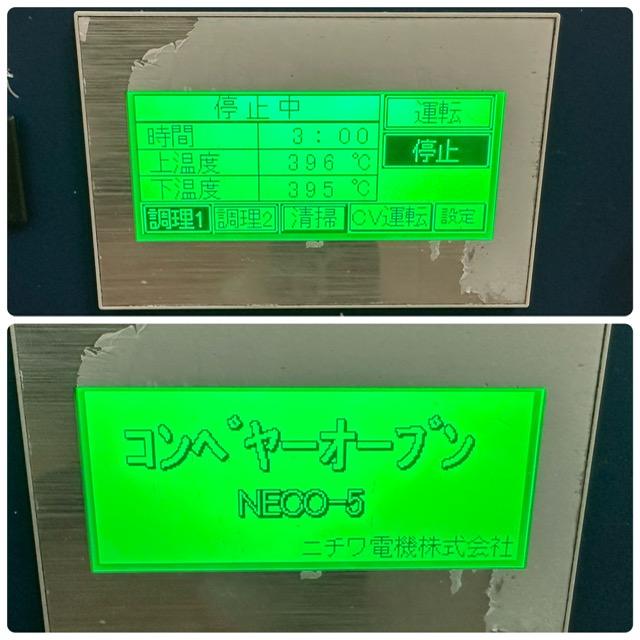 停止中
運転
時間 3:00
停止
上温度 396 ℃
下温度 395 ℃
調理1 調理2 清掃 CV運転 設定
コンベヤーオーブン
NECO-5
ニチワ電機株式会社